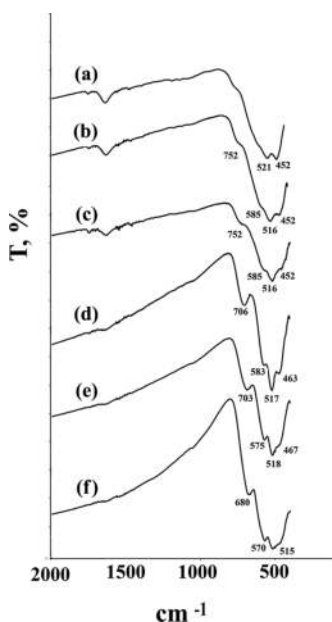 (a)
521 452
(b)
752
585 516 452
(c)
752
585 516 452
(d)
706
583 517 463
(e)
703
575 518 467
(f)
680
570 515
T, %
2000 1500 1000 500
cm -1